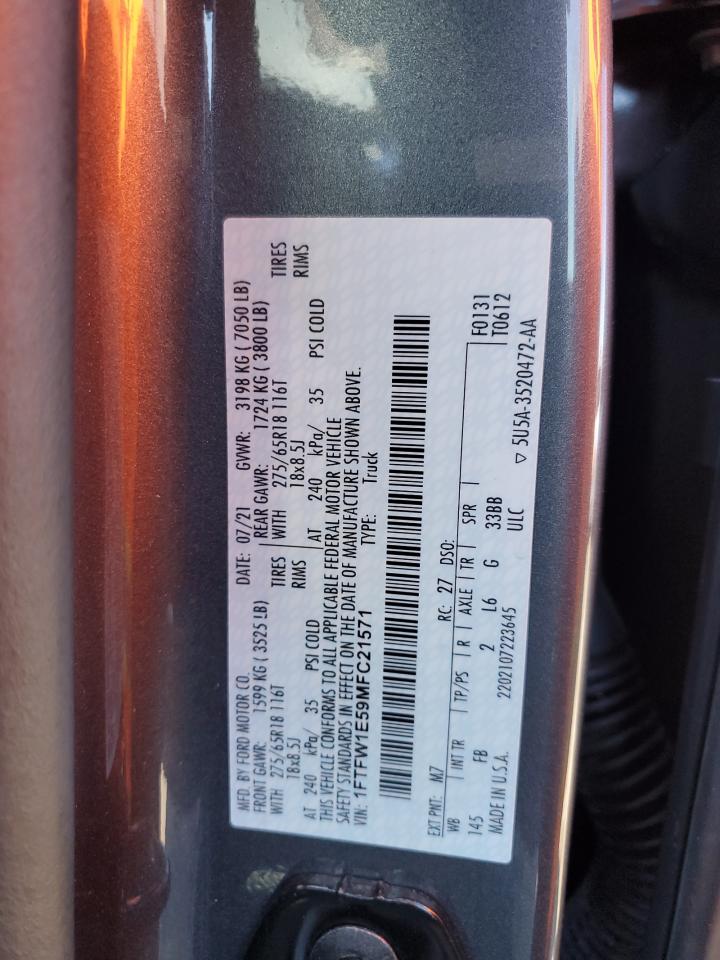 MFD. BY FORD MOTOR CO. DATE: 07/21 GVWR: 3198 KG ( 7050 LB)
FRONT GAWR: 1599 KG ( 3525 LB) REAR GAWR: 1724 KG ( 3800 LB)
WITH 275/65R18 116T TIRES WITH 275/65R18 116T TIRES
18x8.5J RIMS 18x8.5J RIMS
AT 240 kPa/ 35 PSI COLD AT 240 kPa/ 35 PSI COLD
THIS VEHICLE CONFORMS TO ALL APPLICABLE FEDERAL MOTOR VEHICLE
SAFETY STANDARDS IN EFFECT ON THE DATE OF MANUFACTURE SHOWN ABOVE.
VIN: 1FTFW1E59MFC21571 TYPE: Truck
EXT PNT: M7 RC: 27 DSO:
WB INT TR TP/PS R AXLE TR SPR F0131
145 FB 2 L6 G 33BB T0612
MADE IN U.S.A. 2202107223645 ULC
▽ 5U5A-3520472-AA